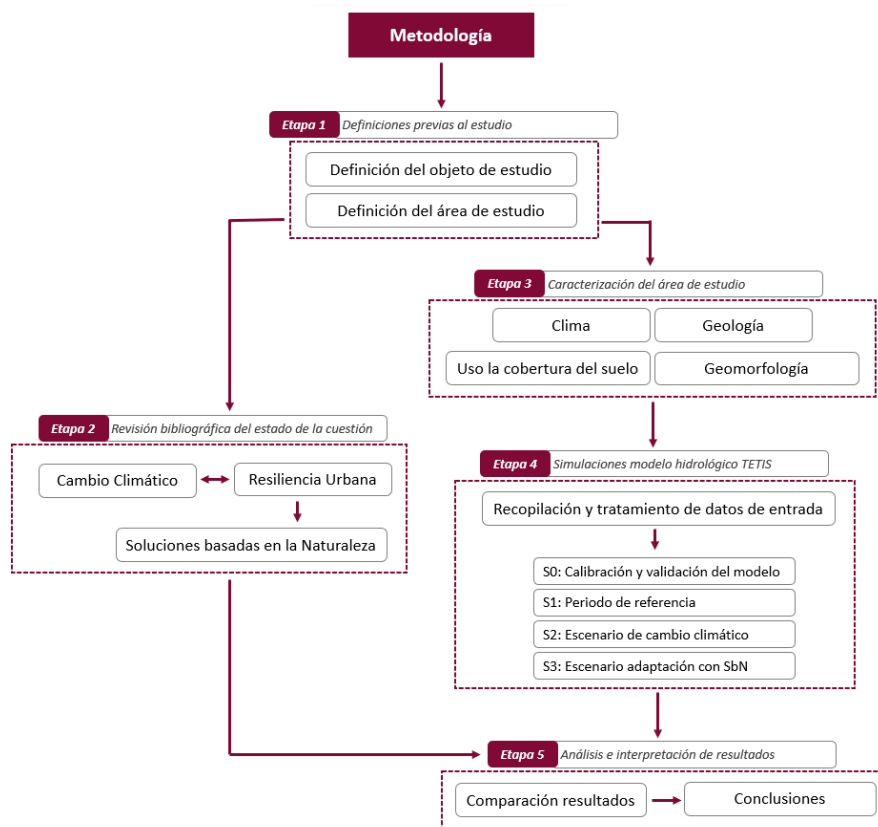 Metodología
Etapa 1 Definiciones previas al estudio
Definición del objeto de estudio
Definición del área de estudio
Etapa 2 Revisión bibliográfica del estado de la cuestión
Cambio Climático
Resiliencia Urbana
Soluciones basadas en la Naturaleza
Etapa 3 Caracterización del área de estudio
Clima
Geología
Uso la cobertura del suelo
Geomorfología
Etapa 4 Simulaciones modelo hidrológico TETIS
Recopilación y tratamiento de datos de entrada
S0: Calibración y validación del modelo
S1: Periodo de referencia
S2: Escenario de cambio climático
S3: Escenario adaptación con SbN
Etapa 5 Análisis e interpretación de resultados
Comparación resultados
Conclusiones